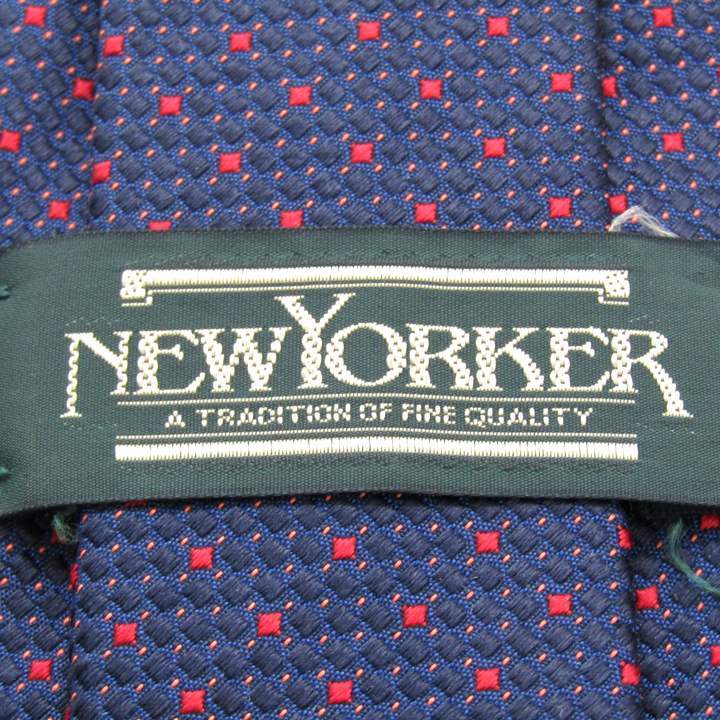 NEWYORKER
A TRADITION OF FINE QUALITY